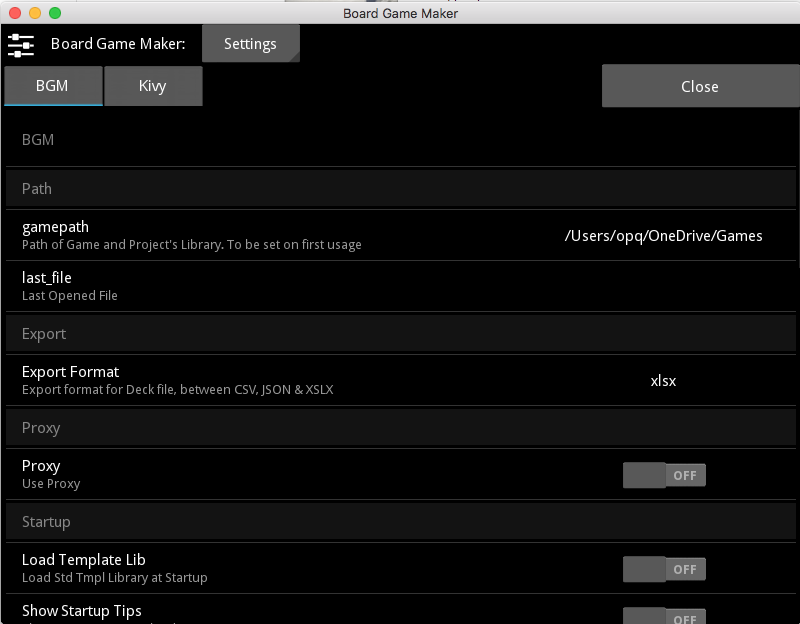 Board Game Maker
Board Game Maker: Settings
BGM Kivy Close
BGM
Path
gamepath
Path of Game and Project's Library. To be set on first usage
/Users/opq/OneDrive/Games
last_file
Last Opened File
Export
Export Format
Export format for Deck file, between CSV, JSON & XSLX
xlsx
Proxy
Proxy
Use Proxy
OFF
Startup
Load Template Lib
Load Std Tmpl Library at Startup
OFF
Show Startup Tips
OFF